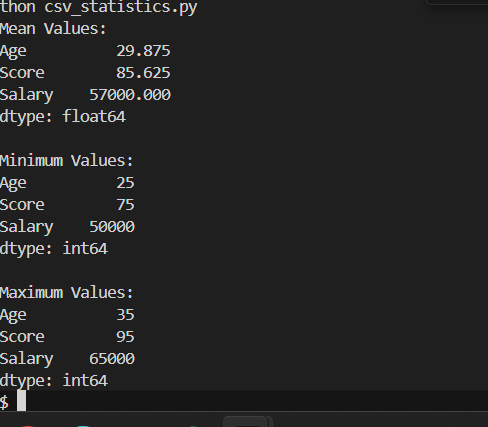 thon csv_statistics.py
Mean Values:
Age           29.875
Score         85.625
Salary    57000.000
dtype: float64

Minimum Values:
Age           25
Score         75
Salary    50000
dtype: int64

Maximum Values:
Age           35
Score         95
Salary    65000
dtype: int64
$